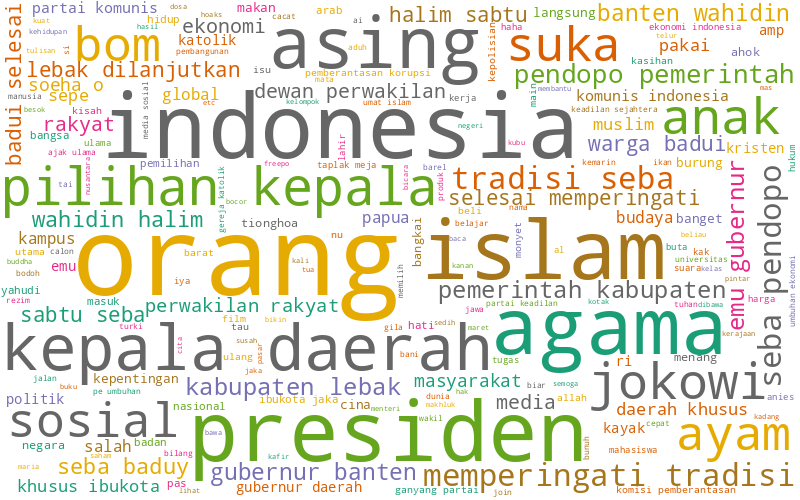 partai komunis
dosa
arab
makan
halim sabtu
langsung
banten wahidin
kuat
hidup
hoaks
cacat
partai
ekonomi
bom
asing
suka
ai
haha
ekonomi indonesia
amp
kehidupan
hasil
katolik
aduh
kepolisian
telur
pakai
ahok
tulisan
si
pembangunan
mata
kasihan
badui selesai
lebak dilanjutkan
isu
pemberantasan korupsi
pendopo pemerintah
soeha o
global
dewan perwakilan
main
membantu
mas
manusia
sepe
etc
kelompok
kerja
komunis indonesia
besok
kisah
media sosial
indonesia
umat islam
keadilan sejahtera
anak
rakyat
negeri
muslim
bangsa
ulama
lahir
kubu
warga badui
kristen
hukum
ajak ulama
pemilihan
freepo
taplak meja
barel
kemarin
ikan
burung
tai
nusantara
pilihan kepala
bicara
produk
tradisi seba
emu gubernur
gereja katolik
bocor
selesai memperingati
wahidin halim
tionghoa
papua
beli
nama
budaya
banget
seba pendopo
kampus
nu
bangkai
belajar
monyet
beliau
utama
calon
orang
islam
baca
al
buta
kak
buddha
emu
barat
kali
kanan
universitas
bodoh
iya
tua
suara
kelas
yahudi
memilih
pemerintah kabupaten
pintar
umbuhan ekonomi
rezim
masuk
perwakilan rakyat
jawa
partai keadilan
kotak
tuhan
dibawa
harga
sabtu seba
film
bikin
agama
turki
tau
gila
hati
sedih
maret
kerajaan
kepala daerah
cita
susah
pasar
ulang
bani
tugas
ri
menang
jalan
kepentingan
jaka
masyarakat
jokowi
buku
pe umbuhan
kabupaten lebak
biar
semoga
politik
ibukota jaka
dunia
hak
allah
anies
sosial
nasional
cina
makhluk
media
daerah khusus
kadang
presiden
menteri
wakil
negara
salah
badan
bawa
kayak
cepat
ayam
bilang
kafir
bunuh
mahasiswa
saham
maria
seba baduy
gubernur banten
memperingati tradisi
khusus ibukota
pas
lihat
gubernur daerah
ganyang partai
join
komisi pemberantasan